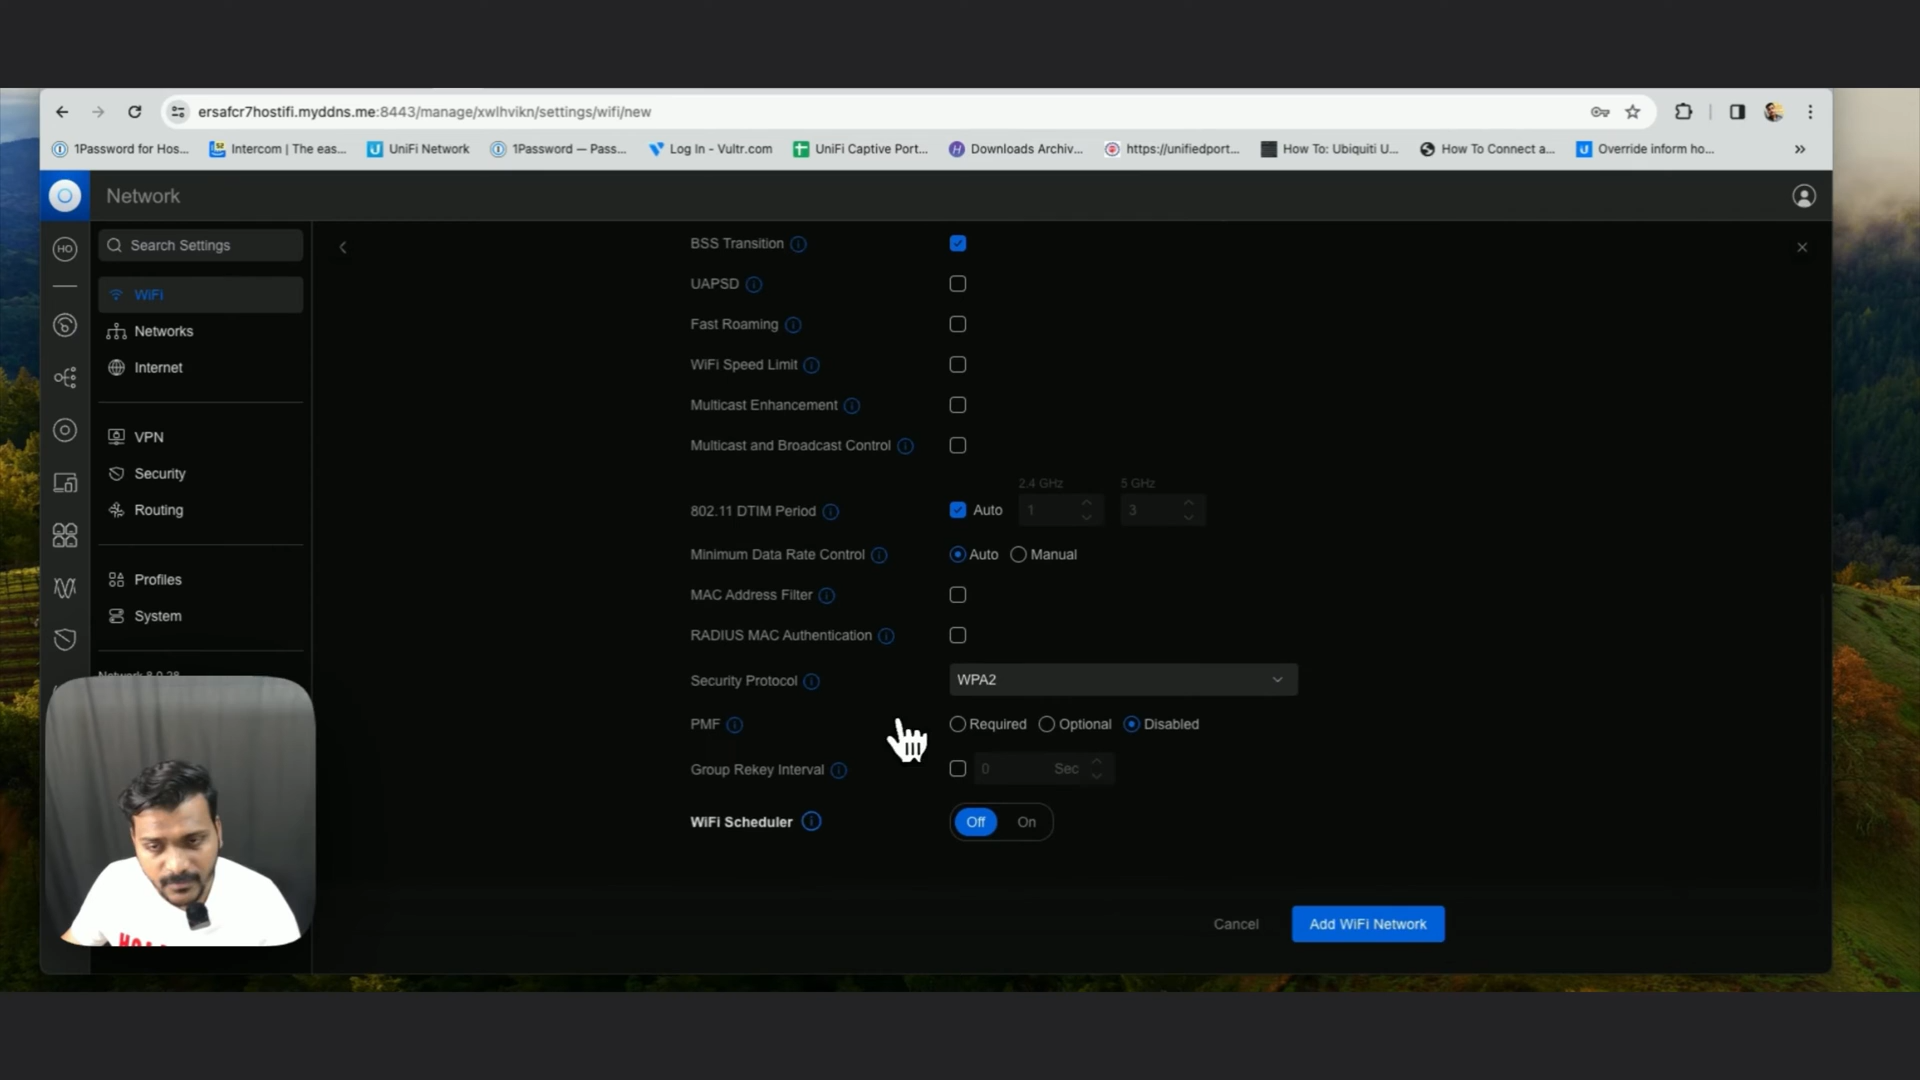 ersafcr7hostifi.myddns.me:8443/manage/xwlhvikn/settings/wifi/new
1Password for Hos...
Intercom | The eas...
UniFi Network
1Password — Pass...
Log In - Vultr.com
UniFi Captive Port...
Downloads Archiv...
https://unifiedport...
How To: Ubiquiti U...
How To Connect a...
Override inform ho...
»
Network
HO
Search Settings
WiFi
Networks
Internet
VPN
Security
Routing
Profiles
System
BSS Transition
UAPSD
Fast Roaming
WiFi Speed Limit
Multicast Enhancement
Multicast and Broadcast Control
2.4 GHz 5 GHz
802.11 DTIM Period Auto 1 3
Minimum Data Rate Control Auto Manual
MAC Address Filter
RADIUS MAC Authentication
Security Protocol WPA2
PMF Required Optional Disabled
Group Rekey Interval 0 Sec
WiFi Scheduler Off On
Cancel Add WiFi Network